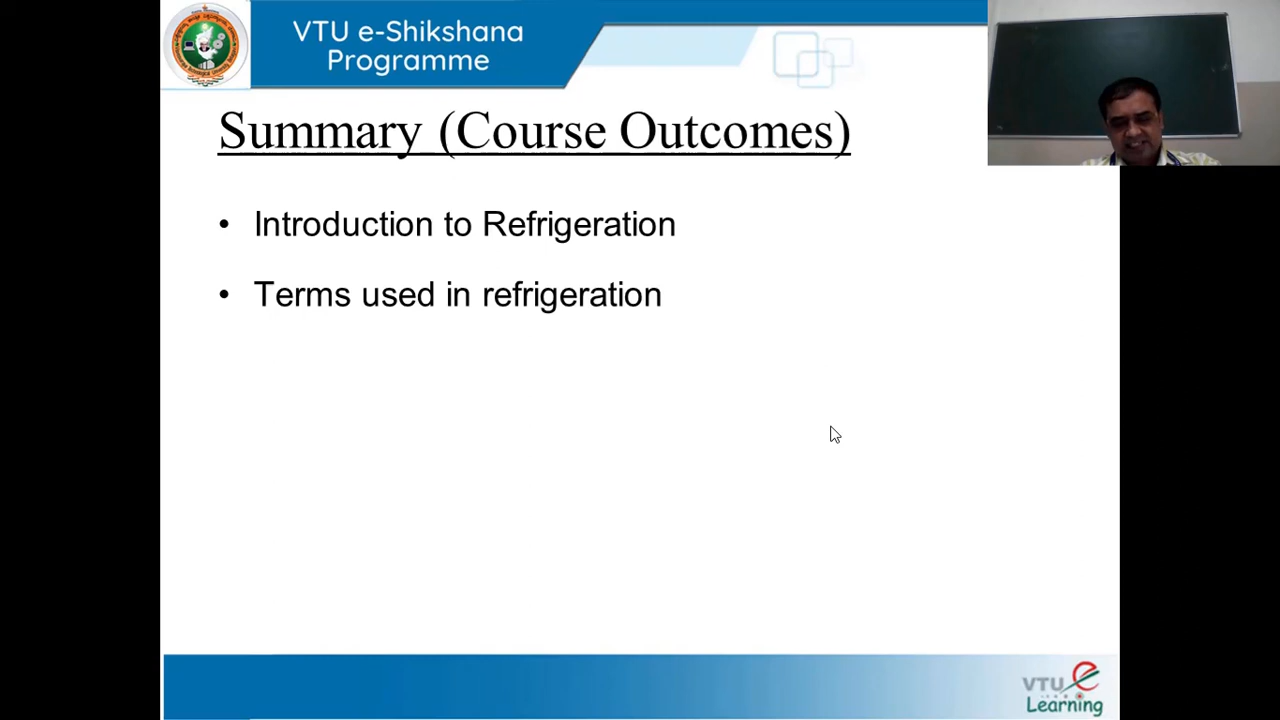 VTU e-Shikshana
Programme
Summary (Course Outcomes)
• Introduction to Refrigeration
• Terms used in refrigeration
VTU e
Learning